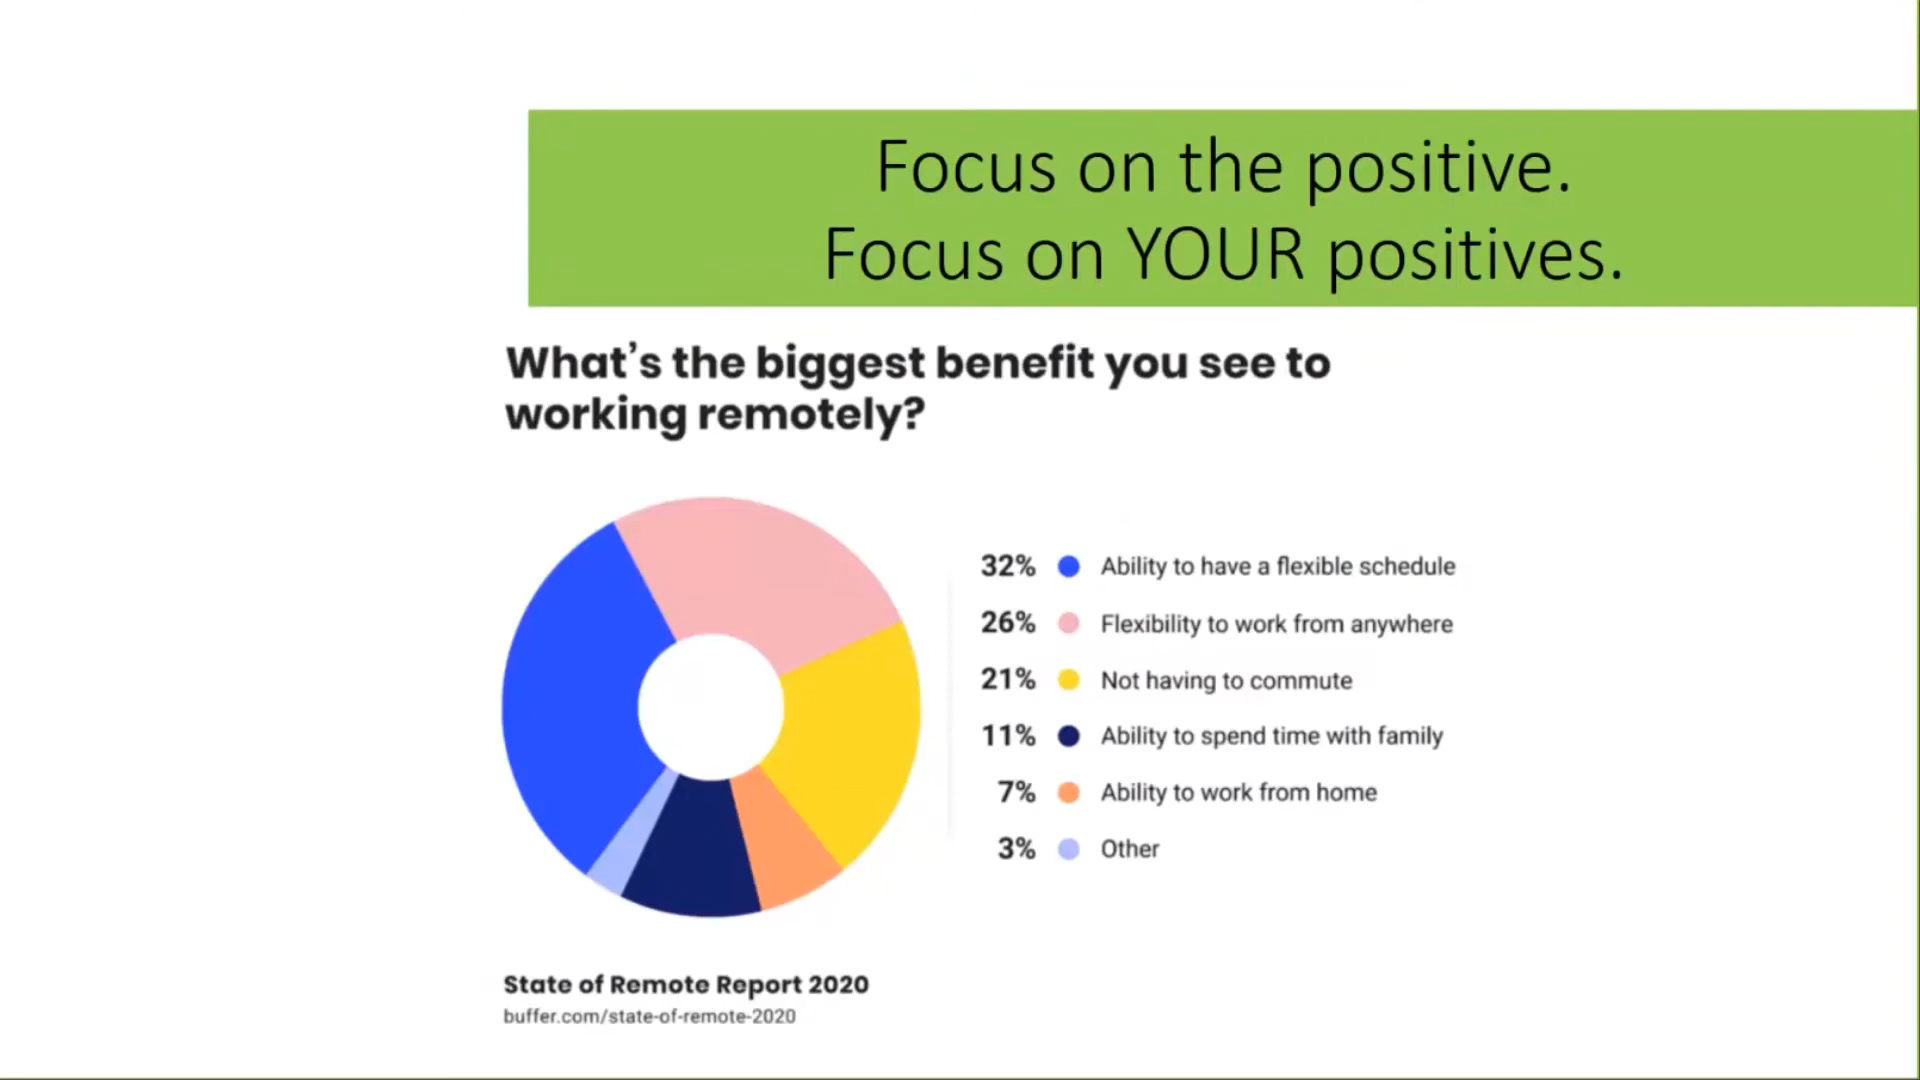 Focus on the positive.
Focus on YOUR positives.
What’s the biggest benefit you see to
working remotely?
32% Ability to have a flexible schedule
26% Flexibility to work from anywhere
21% Not having to commute
11% Ability to spend time with family
7% Ability to work from home
3% Other
State of Remote Report 2020
buffer.com/state-of-remote-2020